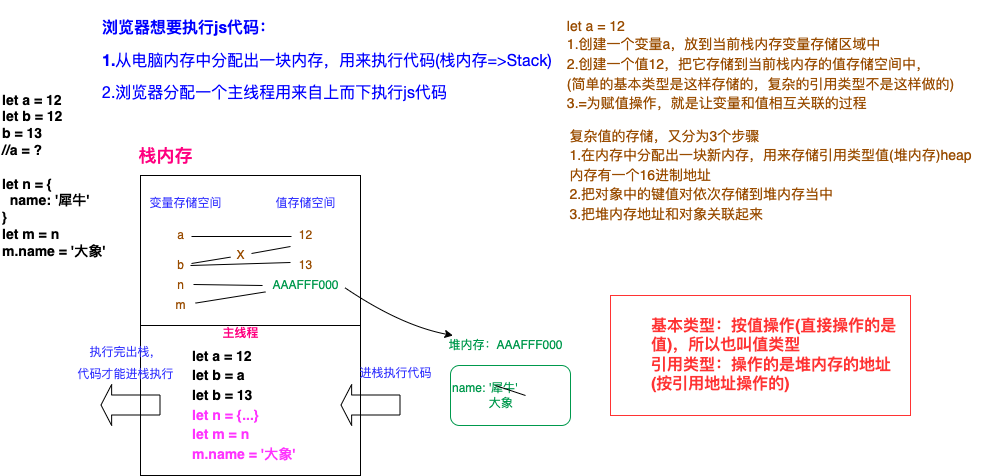 浏览器想要执行js代码：
1.从电脑内存中分配出一块内存，用来执行代码(栈内存=>Stack)
2.浏览器分配一个主线程用来自上而下执行js代码
let a = 12
let b = 12
b = 13
//a = ?
let n = {
name: '犀牛'
}
let m = n
m.name = '大象'
let a = 12
1.创建一个变量a，放到当前栈内存变量存储区域中
2.创建一个值12，把它存储到当前栈内存的值存储空间中，
(简单的基本类型是这样存储的，复杂的引用类型不是这样做的)
3.=为赋值操作，就是让变量和值相互关联的过程
复杂值的存储，又分为3个步骤
1.在内存中分配出一块新内存，用来存储引用类型值(堆内存)heap
内存有一个16进制地址
2.把对象中的键值对依次存储到堆内存当中
3.把堆内存地址和对象关联起来
栈内存
变量存储空间
值存储空间
a
12
X
b
13
n
AAAFFF000
m
主线程
let a = 12
let b = a
let b = 13
let n = {...}
let m = n
m.name = '大象'
执行完出栈，
代码才能进栈执行
进栈执行代码
堆内存：AAAFFF000
name: '犀牛'
大象
基本类型：按值操作(直接操作的是
值)，所以也叫值类型
引用类型：操作的是堆内存的地址
(按引用地址操作的)